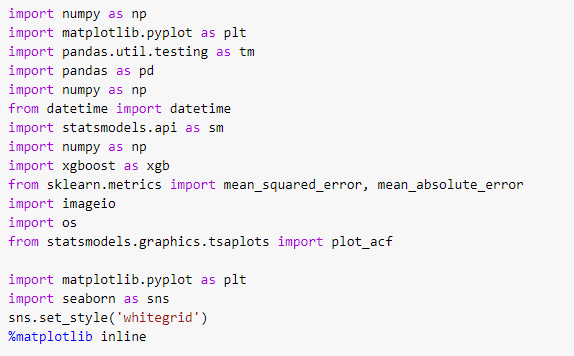 import numpy as np
import matplotlib.pyplot as plt
import pandas.util.testing as tm
import pandas as pd
import numpy as np
from datetime import datetime
import statsmodels.api as sm
import numpy as np
import xgboost as xgb
from sklearn.metrics import mean_squared_error, mean_absolute_error
import imageio
import os
from statsmodels.graphics.tsaplots import plot_acf
import matplotlib.pyplot as plt
import seaborn as sns
sns.set_style('whitegrid')
%matplotlib inline